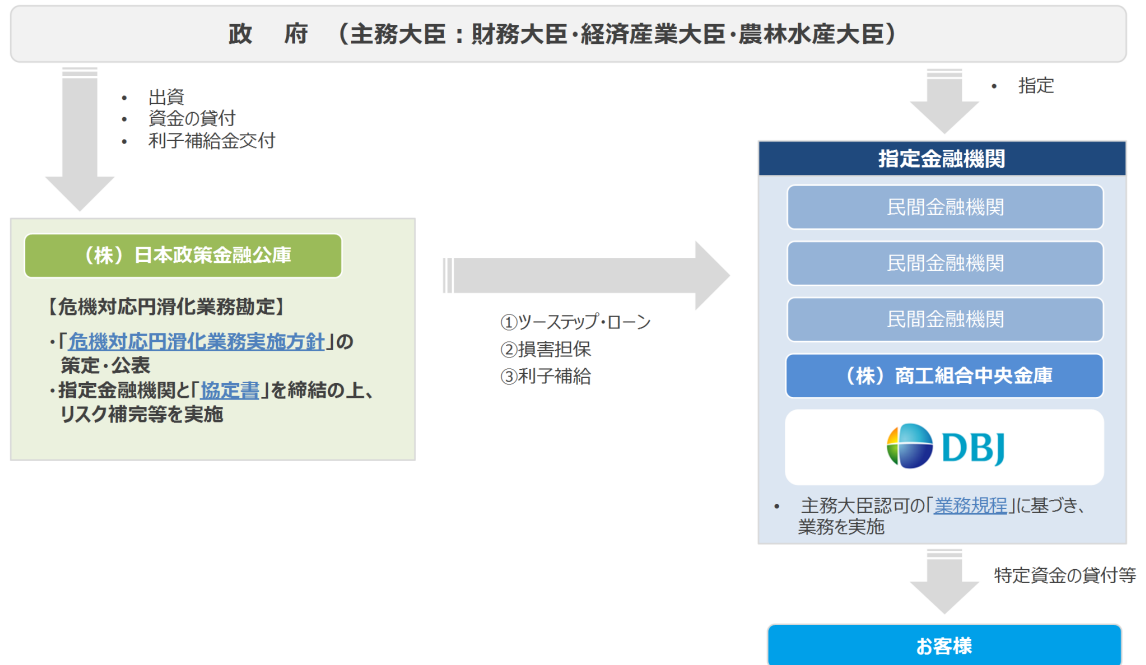 政　府　（主務大臣：財務大臣･経済産業大臣･農林水産大臣）
• 出資
• 資金の貸付
• 利子補給金交付
• 指定
（株）日本政策金融公庫
【危機対応円滑化業務勘定】
･｢危機対応円滑化業務実施方針｣の
策定･公表
･指定金融機関と｢協定書｣を締結の上、
リスク補完等を実施
①ツーステップ･ローン
②損害担保
③利子補給
指定金融機関
民間金融機関
民間金融機関
民間金融機関
（株）商工組合中央金庫
DBJ
• 主務大臣認可の｢業務規程｣に基づき、
業務を実施
特定資金の貸付等
お客様